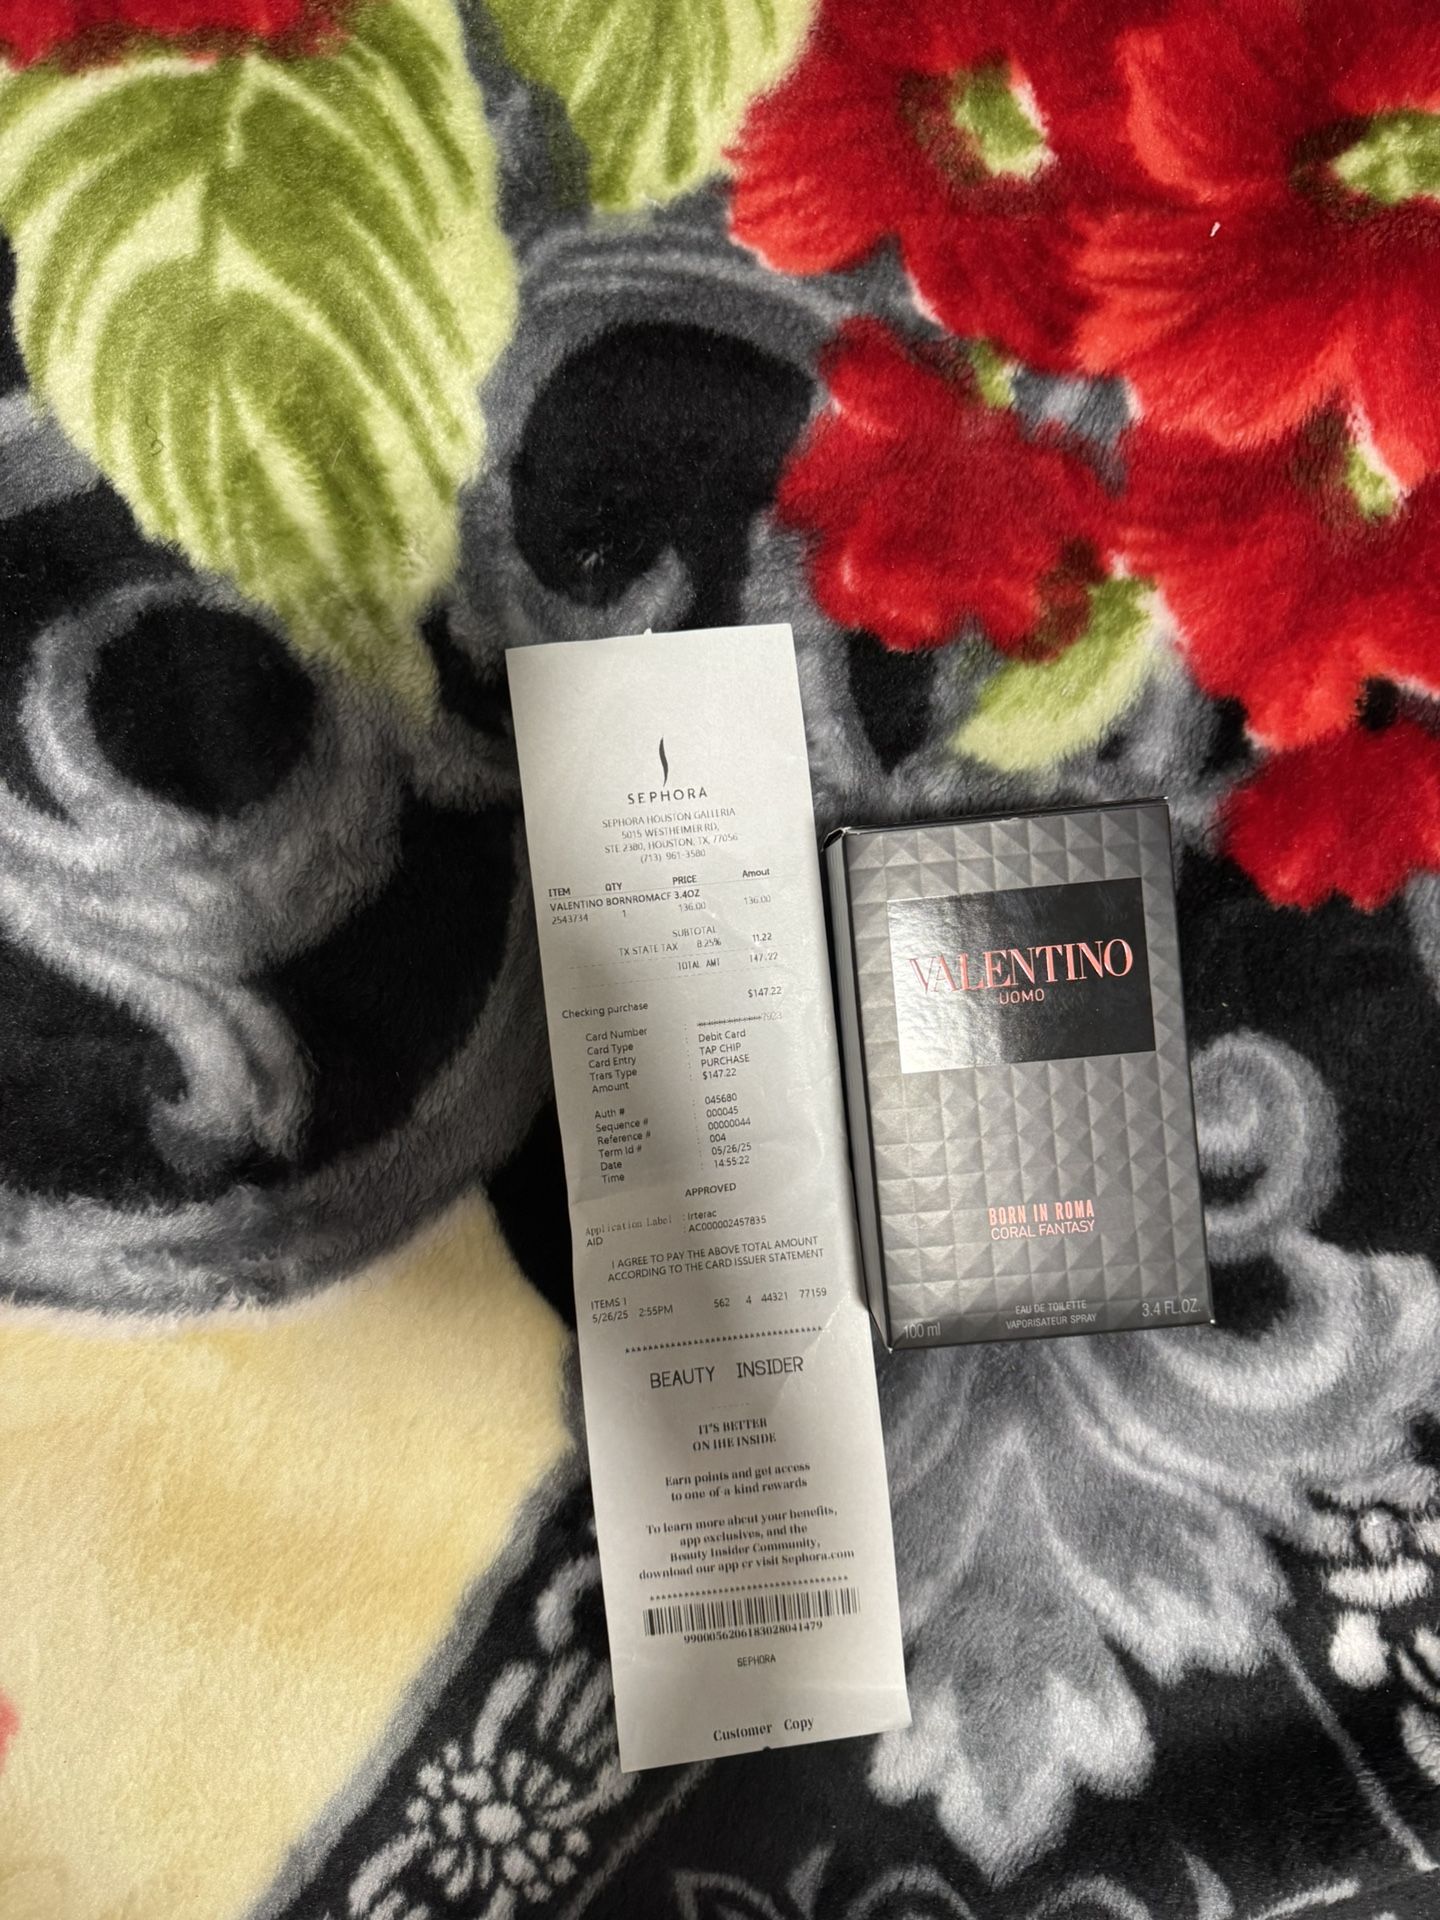 SEPHORA
SEPHORA HOUSTON GALLERIA
5015 WESTHEIMER RD,
STE 2380, HOUSTON, TX, 77056
(713) 961-3580
ITEM QTY PRICE Amout
VALENTINO BORNROMACF 3.4OZ
2543734 1 136.00 136.00
SUBTOTAL
TX STATE TAX 8.25% 11.22
TOTAL AMT 147.22
Checking purchase $147.22
Card Number : ************7923
Card Type : Debit Card
Card Entry : TAP CHIP
Trars Type : PURCHASE
Amount : $147.22
Auth # : 045680
Sequence # : 000045
Reference # : 00000044
Term Id # : 004
Date : 05/26/25
Time : 14:55:22
APPROVED
Application Label : Irterac
AID : AC000002457835
I AGREE TO PAY THE ABOVE TOTAL AMOUNT
ACCORDING TO THE CARD ISSUER STATEMENT
ITEMS 1
5/26/25 2:55PM 562 4 44321 77159
BEAUTY INSIDER
IT'S BETTER
ON IHE INSIDE
Earn points and get access
to one of a kind rewards
To learn more about your benefits,
app exclusives, and the
Beauty Insider Community,
download our app er visit Sephora.com
9900056206183028041479
SEPHORA
Customer Copy
VALENTINO
UOMO
BORN IN ROMA
CORAL FANTASY
EAU DE TOILETTE
VAPORISATEUR SPRAY
100 ml 3.4 FL.OZ.